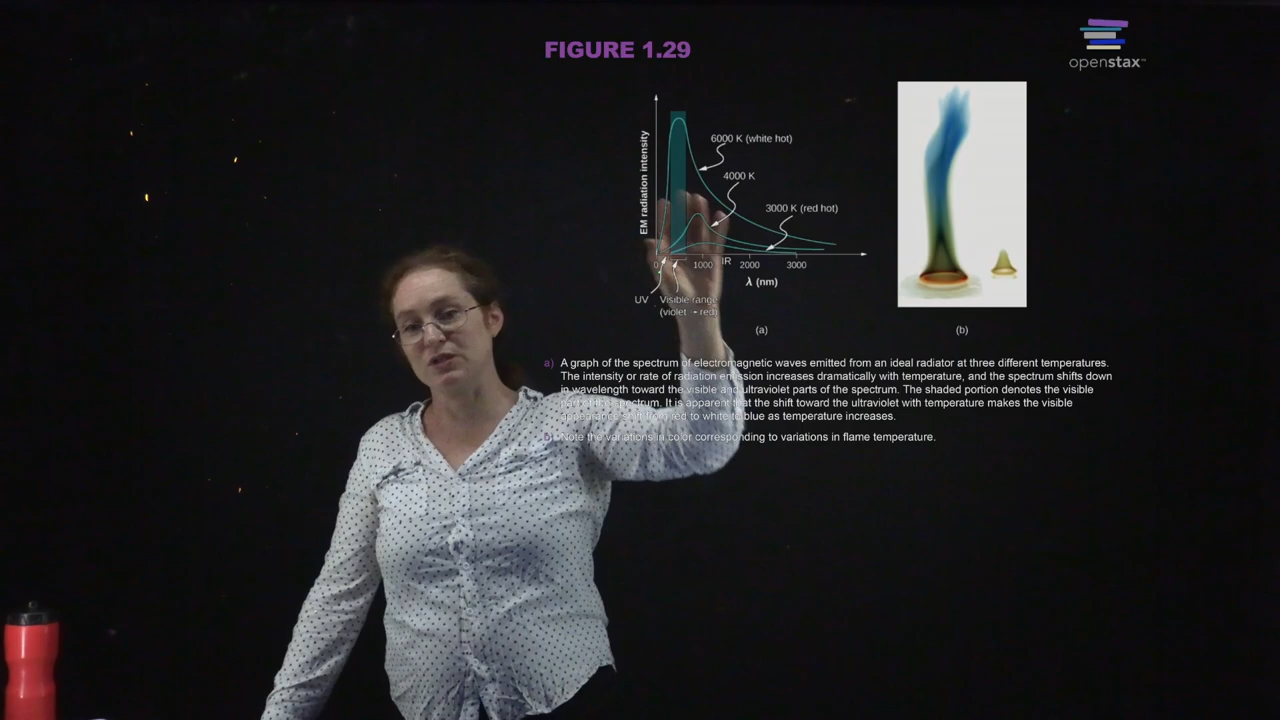 FIGURE 1.29
openstax™
EM radiation intensity
6000 K (white hot)
4000 K
3000 K (red hot)
0
1000
IR
2000
3000
λ (nm)
UV
Visible range
(violet → red)
(a)
(b)
a) A graph of the spectrum of electromagnetic waves emitted from an ideal radiator at three different temperatures.
The intensity or rate of radiation emission increases dramatically with temperature, and the spectrum shifts down
in wavelength toward the visible and ultraviolet parts of the spectrum. The shaded portion denotes the visible
part of the spectrum. It is apparent that the shift toward the ultraviolet with temperature makes the visible
appearance shift from red to white to blue as temperature increases.
b) Note the variations in color corresponding to variations in flame temperature.